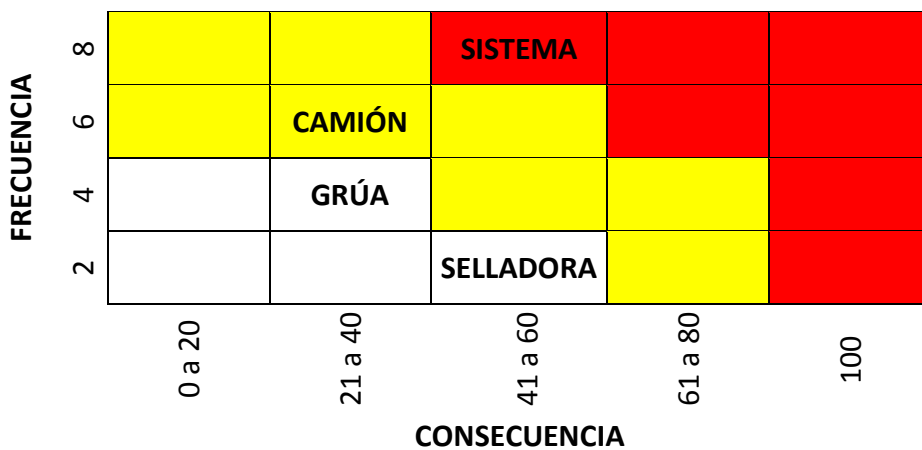 FRECUENCIA
8
SISTEMA
6
CAMIÓN
4
GRÚA
2
SELLADORA
0 a 20
21 a 40
41 a 60
61 a 80
100
CONSECUENCIA